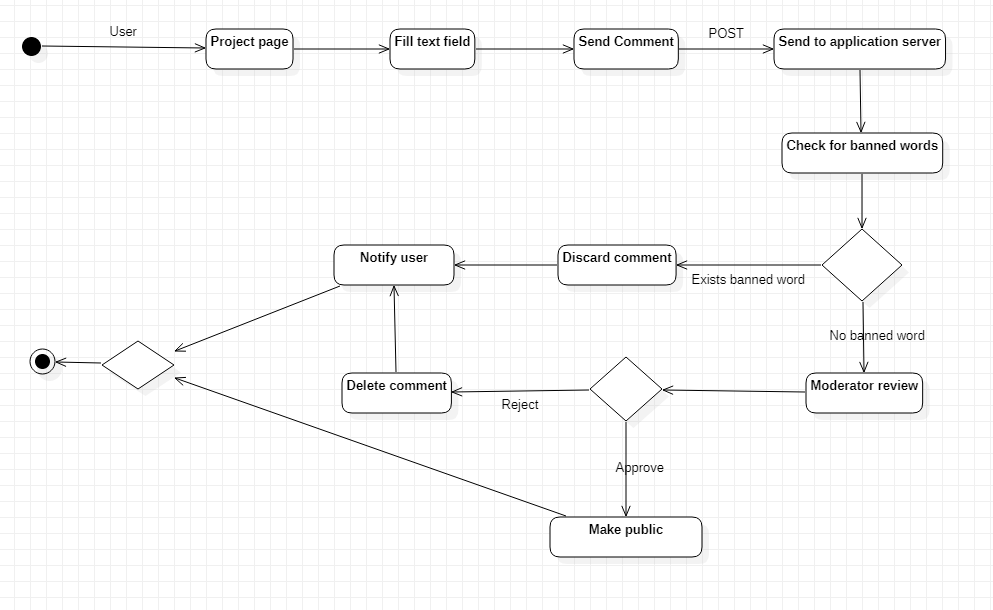 User
Project page
Fill text field
Send Comment
POST
Send to application server
Check for banned words
Notify user
Discard comment
Exists banned word
No banned word
Delete comment
Reject
Moderator review
Approve
Make public